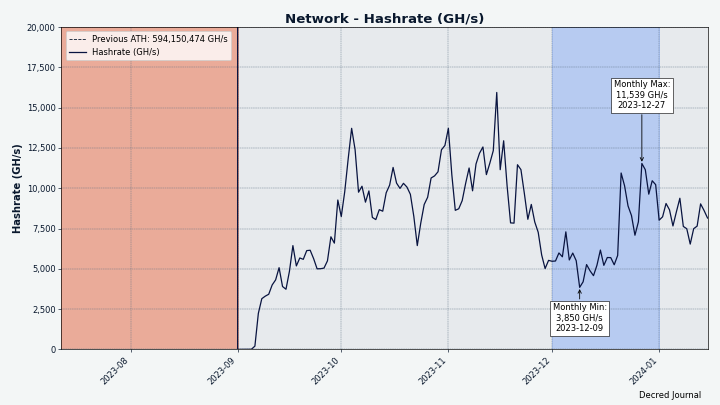 Network - Hashrate (GH/s)
Previous ATH: 594,150,474 GH/s
Hashrate (GH/s)
Hashrate (GH/s)
20,000
17,500
15,000
12,500
10,000
7,500
5,000
2,500
0
Monthly Max:
11,539 GH/s
2023-12-27
Monthly Min:
3,850 GH/s
2023-12-09
2023-08
2023-09
2023-10
2023-11
2023-12
2024-01
Decred Journal